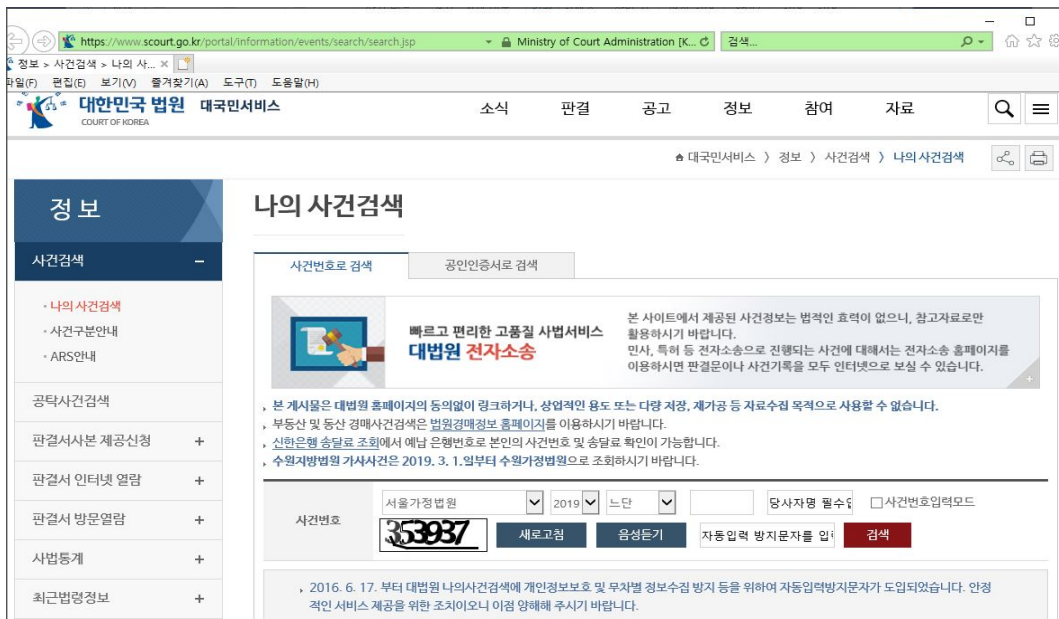 https://www.scourt.go.kr/portal/information/events/search/search.jsp
Ministry of Court Administration [K...
검색...
정보 > 사건검색 > 나의 사...
편집(E) 보기(V) 즐겨찾기(A) 도구(T) 도움말(H)
대한민국 법원 대국민서비스
COURT OF KOREA
소식 판결 공고 정보 참여 자료
대국민서비스 〉 정보 〉 사건검색 〉 나의 사건검색
정보
사건검색
나의 사건검색
사건구분안내
ARS안내
공탁사건검색
판결서사본 제공신청
판결서 인터넷 열람
판결서 방문열람
사법통계
최근법령정보
나의 사건검색
사건번호로 검색
공인인증서로 검색
빠르고 편리한 고품질 사법서비스
대법원 전자소송
본 사이트에서 제공된 사건정보는 법적인 효력이 없으니, 참고자료로만
활용하시기 바랍니다.
민사, 특허 등 전자소송으로 진행되는 사건에 대해서는 전자소송 홈페이지를
이용하시면 판결문이나 사건기록을 모두 인터넷으로 보실 수 있습니다.
본 게시물은 대법원 홈페이지의 동의없이 링크하거나, 상업적인 용도 또는 다량 저장, 재가공 등 자료수집 목적으로 사용할 수 없습니다.
부동산 및 동산 경매사건검색은 법원경매정보 홈페이지를 이용하시기 바랍니다.
신한은행 송달료 조회에서 예납 은행번호로 본인의 사건번호 및 송달료 확인이 가능합니다.
수원지방법원 가사사건은 2019. 3. 1.일부터 수원가정법원으로 조회하시기 바랍니다.
사건번호
서울가정법원 2019 느단 당사자명 필수 사건번호입력모드
353937 새로고침 음성듣기 자동입력 방지문자를 검색
2016. 6. 17. 부터 대법원 나의사건검색에 개인정보보호 및 무차별 정보수집 방지 등을 위하여 자동입력방지문자가 도입되었습니다. 안정
적인 서비스 제공을 위한 조치이오니 이점 양해해 주시기 바랍니다.